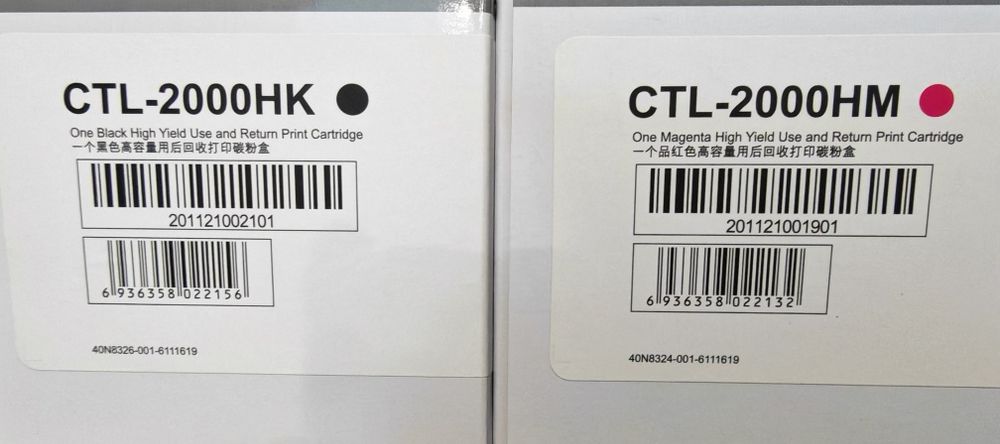 CTL-2000HK
One Black High Yield Use and Return Print Cartridge
一个黑色高容量用后回收打印碳粉盒
201121002101
6 936358 022156
40N8326-001-6111619
CTL-2000HM
One Magenta High Yield Use and Return Print Cartridge
一个品红色高容量用后回收打印碳粉盒
201121001901
6 936358 022132
40N8324-001-6111619